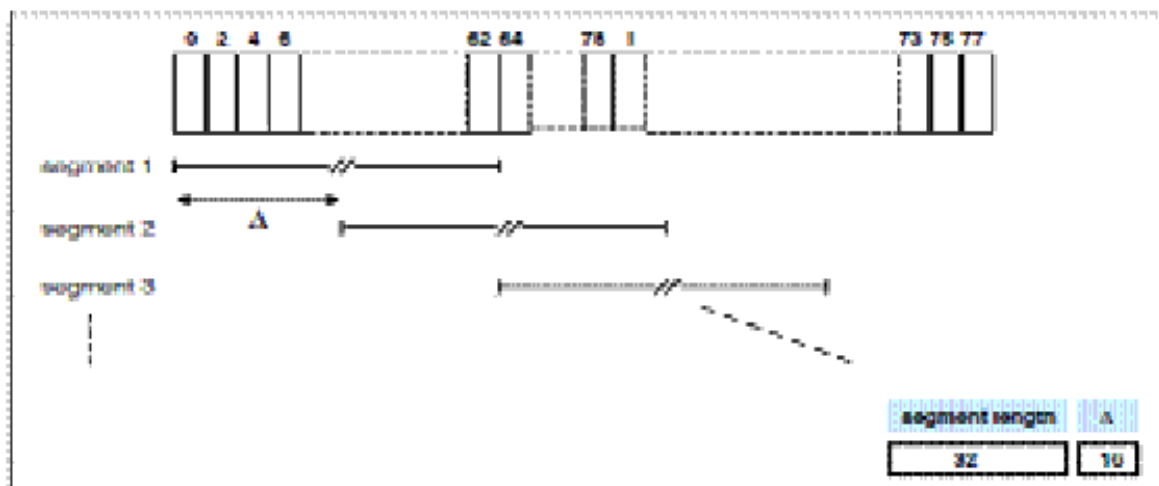 0 2 4 6 62 64 78 1 73 75 77
segment 1
Δ
segment 2
segment 3
segment length Δ
32 16